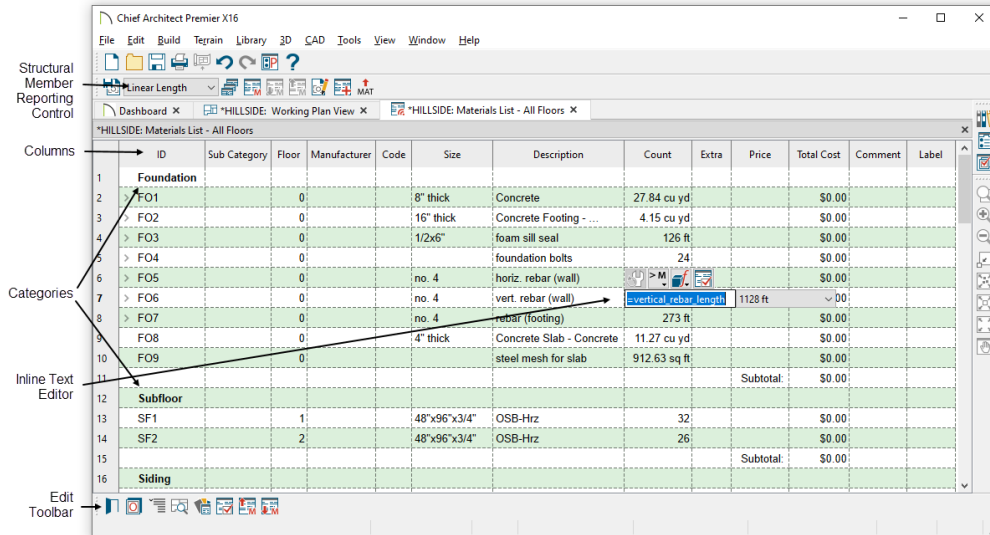 Chief Architect Premier X16
File Edit Build Terrain Library 3D CAD Tools View Window Help
Structural
Member
Reporting
Control
Linear Length
MAT
Dashboard × *HILLSIDE: Working Plan View × *HILLSIDE: Materials List - All Floors ×
*HILLSIDE: Materials List - All Floors ×
Columns
ID Sub Category Floor Manufacturer Code Size Description Count Extra Price Total Cost Comment Label
1 Foundation
2 > FO1 0 8" thick Concrete 27.84 cu yd $0.00
3 > FO2 0 16" thick Concrete Footing - ... 4.15 cu yd $0.00
4 > FO3 0 1/2x6" foam sill seal 126 ft $0.00
5 > FO4 0 foundation bolts 24 $0.00
6 > FO5 0 no. 4 horiz. rebar (wall) > M $0.00
Categories
7 > FO6 0 no. 4 vert. rebar (wall) =vertical_rebar_length 1128 ft 00
8 > FO7 0 no. 4 rebar (footing) 273 ft $0.00
9 FO8 0 4" thick Concrete Slab - Concrete 11.27 cu yd $0.00
10 FO9 0 steel mesh for slab 912.63 sq ft $0.00
Inline Text
Editor
11 Subtotal: $0.00
12 Subfloor
13 SF1 1 48"x96"x3/4" OSB-Hrz 32 $0.00
14 SF2 2 48"x96"x3/4" OSB-Hrz 26 $0.00
15 Subtotal: $0.00
16 Siding
Edit
Toolbar